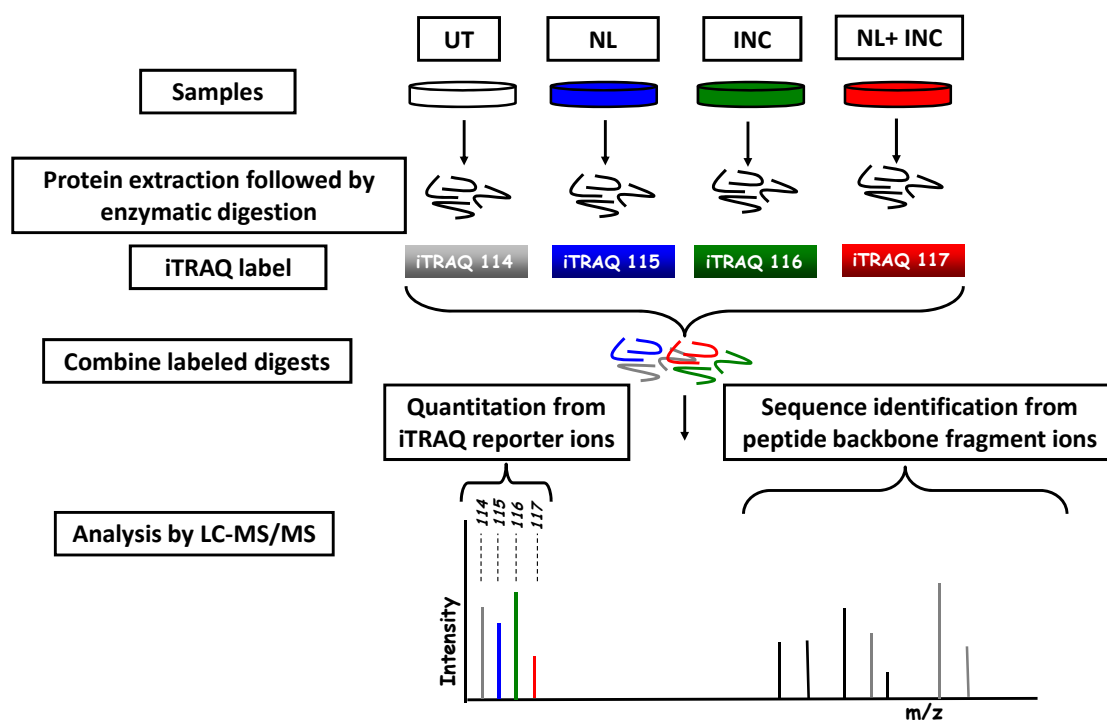 UT
NL
INC
NL+ INC
Samples
Protein extraction followed by
enzymatic digestion
iTRAQ label
iTRAQ 114
iTRAQ 115
iTRAQ 116
iTRAQ 117
Combine labeled digests
Quantitation from
iTRAQ reporter ions
Sequence identification from
peptide backbone fragment ions
Analysis by LC-MS/MS
114
115
116
117
Intensity
m/z